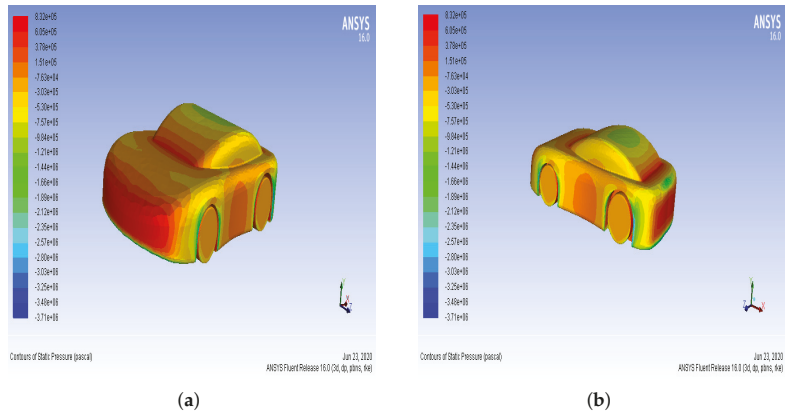 8.32e+05
6.05e+05
3.78e+05
1.51e+05
-7.63e+04
-3.03e+05
-5.30e+05
-7.57e+05
-9.84e+05
-1.21e+06
-1.44e+06
-1.66e+06
-1.89e+06
-2.12e+06
-2.35e+06
-2.57e+06
-2.80e+06
-3.03e+06
-3.25e+06
-3.48e+06
-3.71e+06
ANSYS
16.0
Y
X
Z
Contours of Static Pressure (pascal)
Jun 23, 2020
ANSYS Fluent Release 16.0 (3d, dp, pbns, rke)
(a)
8.32e+05
6.05e+05
3.78e+05
1.51e+05
-7.63e+04
-3.03e+05
-5.30e+05
-7.57e+05
-9.84e+05
-1.21e+06
-1.44e+06
-1.66e+06
-1.89e+06
-2.12e+06
-2.35e+06
-2.57e+06
-2.80e+06
-3.03e+06
-3.25e+06
-3.48e+06
-3.71e+06
ANSYS
16.0
Y
Z
X
Contours of Static Pressure (pascal)
Jun 23, 2020
ANSYS Fluent Release 16.0 (3d, dp, pbns, rke)
(b)